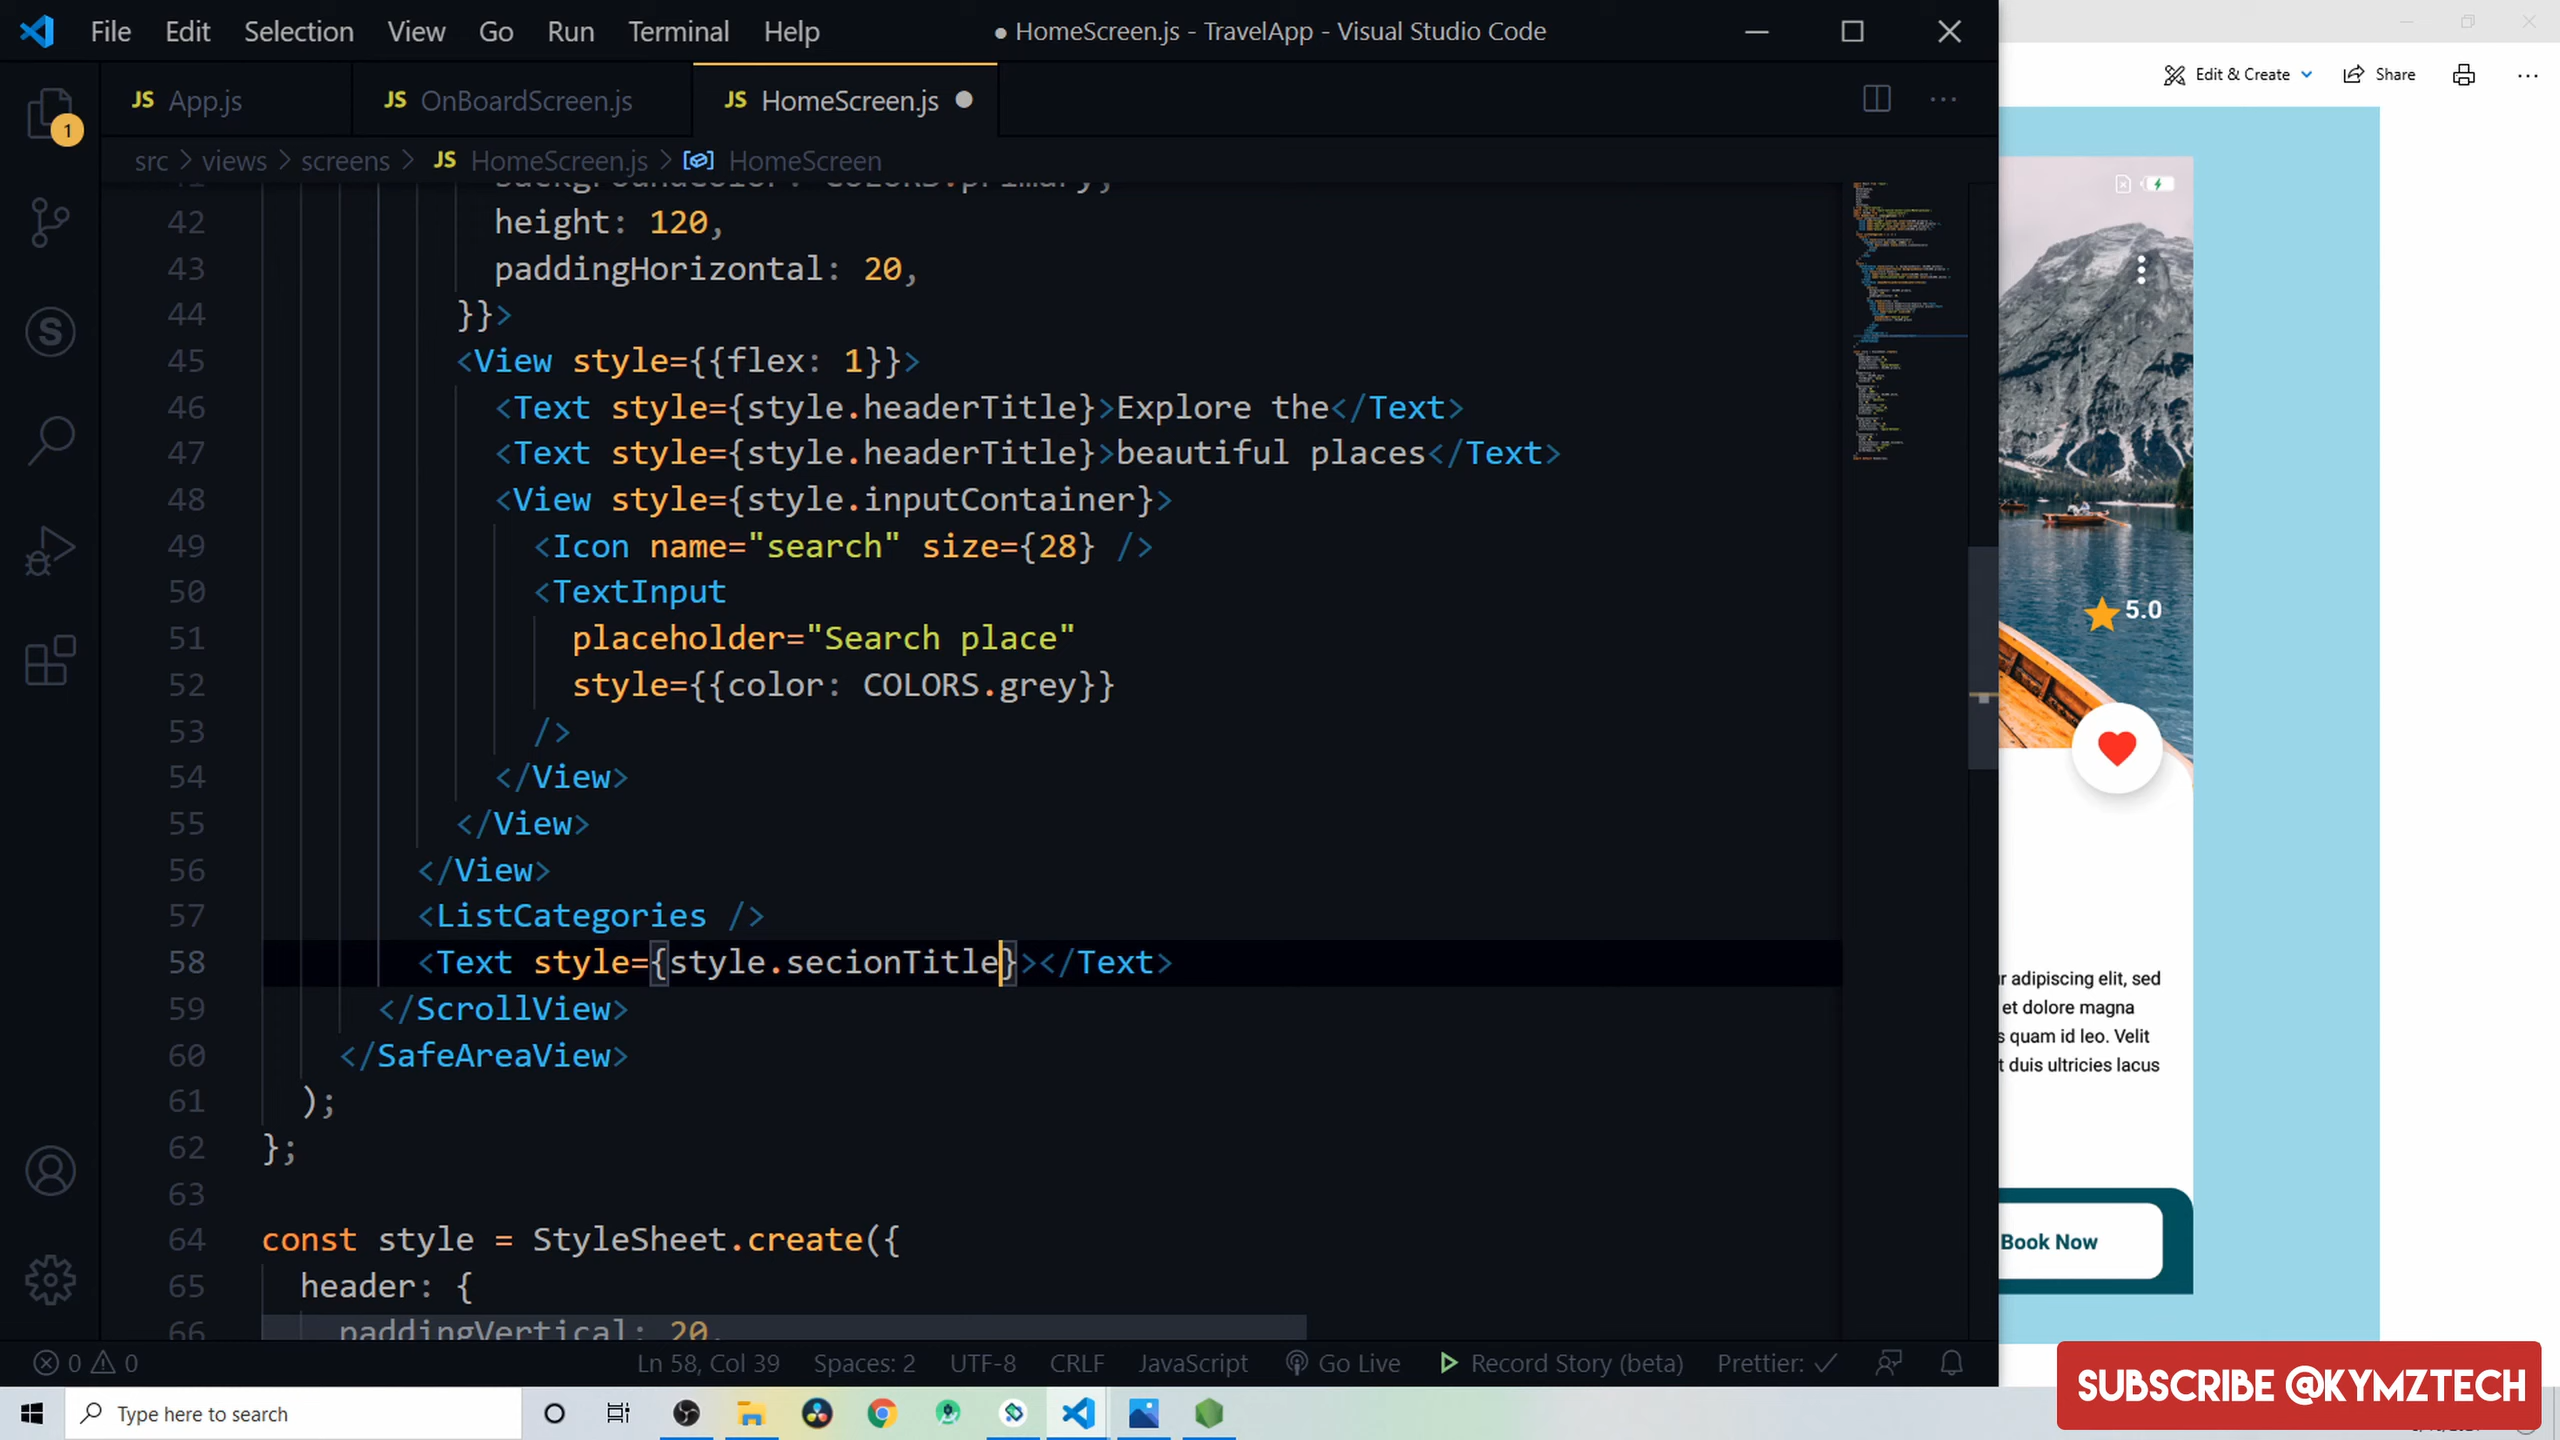 File Edit Selection View Go Run Terminal Help ● HomeScreen.js - TravelApp - Visual Studio Code
Edit & Create Share
JS App.js JS OnBoardScreen.js JS HomeScreen.js
1
src > views > screens > JS HomeScreen.js > HomeScreen
41 backgroundColor: COLORS.primary,
42 height: 120,
43 paddingHorizontal: 20,
44 }}>
45 <View style={{flex: 1}}>
46 <Text style={style.headerTitle}>Explore the</Text>
47 <Text style={style.headerTitle}>beautiful places</Text>
48 <View style={style.inputContainer}>
49 <Icon name="search" size={28} />
50 <TextInput
51 placeholder="Search place"
52 style={{color: COLORS.grey}}
53 />
54 </View>
55 </View>
56 </View>
57 <ListCategories />
58 <Text style={style.secionTitle}></Text>
59 </ScrollView>
60 </SafeAreaView>
61 );
62 };
63
64 const style = StyleSheet.create({
65 header: {
66 paddingVertical: 20,
5.0
r adipiscing elit, sed
et dolore magna
s quam id leo. Velit
t duis ultricies lacus
Book Now
0 0 Ln 58, Col 39 Spaces: 2 UTF-8 CRLF JavaScript Go Live Record Story (beta) Prettier: ✓
Type here to search
SUBSCRIBE @KYMZTECH